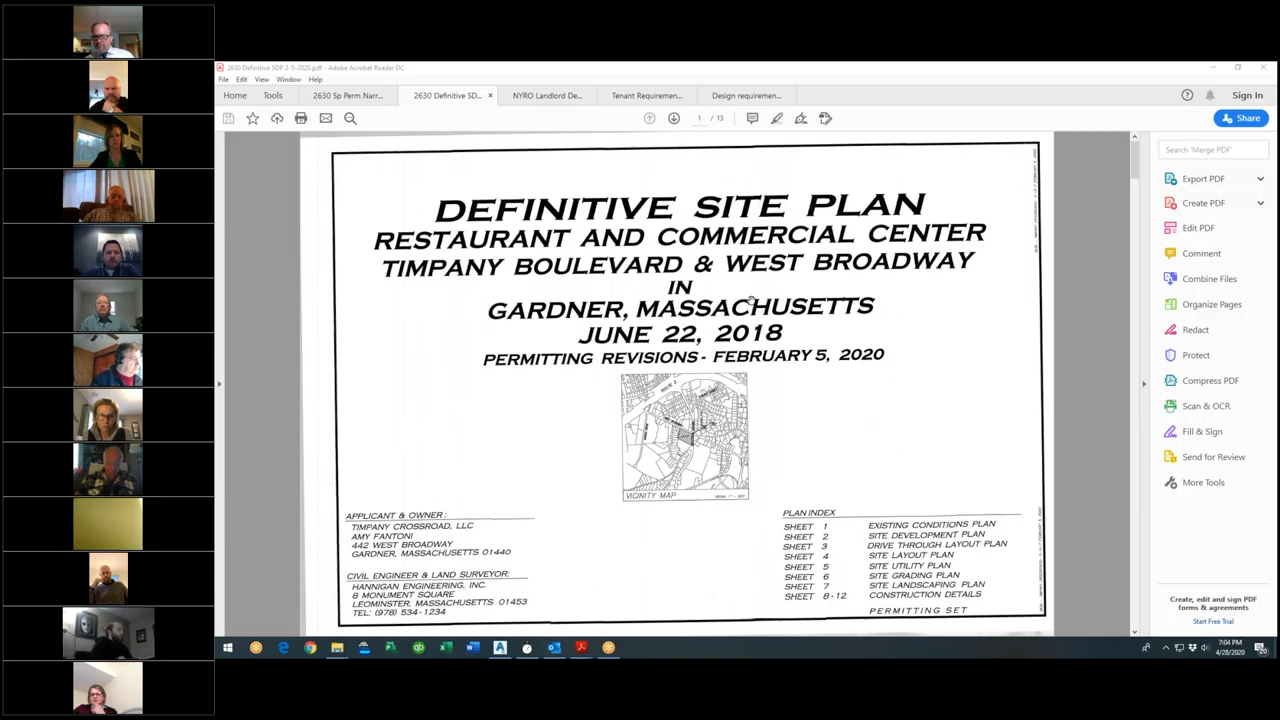 2630 Definitive SDP 2-5-2020.pdf - Adobe Acrobat Reader DC
File Edit View Window Help
Home Tools 2630 Sp Perm Narr... 2630 Definitive SD... × NYRO Landlord De... Tenant Requiremen... Design requiremen... Sign In
1 / 13 Share
DEFINITIVE SITE PLAN
RESTAURANT AND COMMERCIAL CENTER
TIMPANY BOULEVARD & WEST BROADWAY
IN
GARDNER, MASSACHUSETTS
JUNE 22, 2018
PERMITTING REVISIONS - FEBRUARY 5, 2020
ROUTE 2
VICINITY MAP
APPLICANT & OWNER:
TIMPANY CROSSROAD, LLC
AMY FANTONI
442 WEST BROADWAY
GARDNER, MASSACHUSETTS 01440
CIVIL ENGINEER & LAND SURVEYOR:
HANNIGAN ENGINEERING, INC.
8 MONUMENT SQUARE
LEOMINSTER, MASSACHUSETTS 01453
TEL: (978) 534-1234
PLAN INDEX
SHEET 1 EXISTING CONDITIONS PLAN
SHEET 2 SITE DEVELOPMENT PLAN
SHEET 3 DRIVE THROUGH LAYOUT PLAN
SHEET 4 SITE LAYOUT PLAN
SHEET 5 SITE UTILITY PLAN
SHEET 6 SITE GRADING PLAN
SHEET 7 SITE LANDSCAPING PLAN
SHEET 8-12 CONSTRUCTION DETAILS
PERMITTING SET
Search 'Merge PDF'
Export PDF
Create PDF
Edit PDF
Comment
Combine Files
Organize Pages
Redact
Protect
Compress PDF
Scan & OCR
Fill & Sign
Send for Review
More Tools
Create, edit and sign PDF
forms & agreements
Start Free Trial
7:04 PM
4/28/2020
20